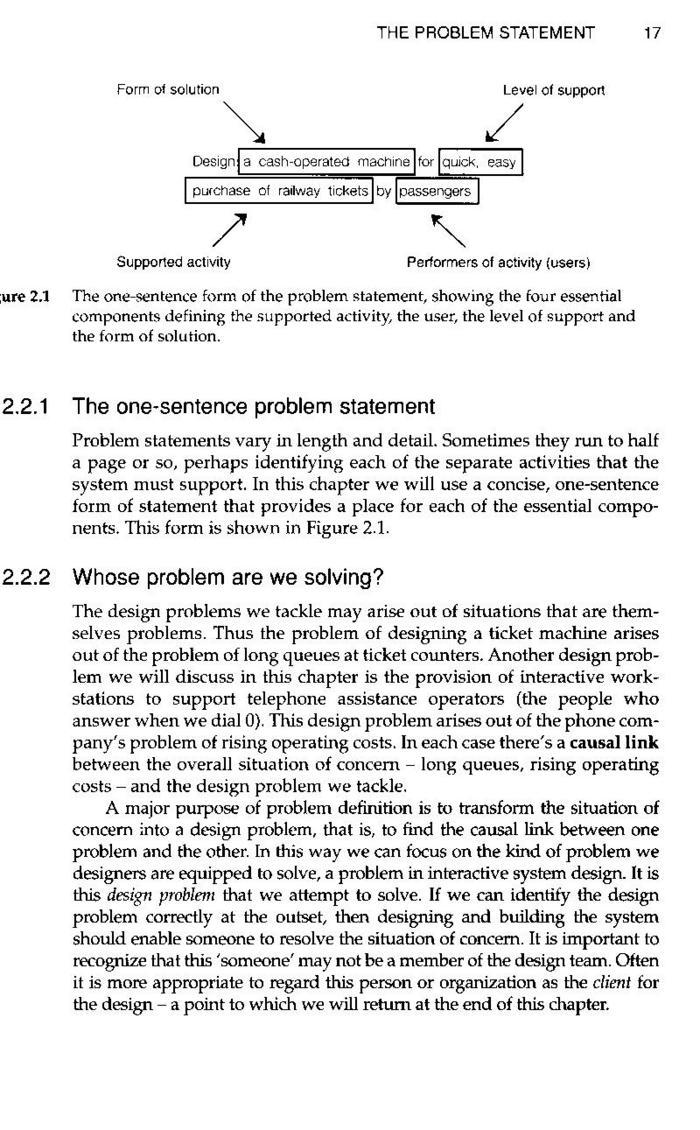 THE PROBLEM STATEMENT 17
Form of solution
Level of support
Design a cash-operated machine for quick, easy
purchase of railway tickets by passengers
Supported activity
Performers of activity (users)
ure 2.1 The one-sentence form of the problem statement, showing the four essential
components defining the supported activity, the user, the level of support and
the form of solution.
2.2.1 The one-sentence problem statement
Problem statements vary in length and detail. Sometimes they run to half
a page or so, perhaps identifying each of the separate activities that the
system must support. In this chapter we will use a concise, one-sentence
form of statement that provides a place for each of the essential compo-
nents. This form is shown in Figure 2.1.
2.2.2 Whose problem are we solving?
The design problems we tackle may arise out of situations that are them-
selves problems. Thus the problem of designing a ticket machine arises
out of the problem of long queues at ticket counters. Another design prob-
lem we will discuss in this chapter is the provision of interactive work-
stations to support telephone assistance operators (the people who
answer when we dial 0). This design problem arises out of the phone com-
pany's problem of rising operating costs. In each case there's a causal link
between the overall situation of concern – long queues, rising operating
costs – and the design problem we tackle.
A major purpose of problem definition is to transform the situation of
concern into a design problem, that is, to find the causal link between one
problem and the other. In this way we can focus on the kind of problem we
designers are equipped to solve, a problem in interactive system design. It is
this design problem that we attempt to solve. If we can identify the design
problem correctly at the outset, then designing and building the system
should enable someone to resolve the situation of concern. It is important to
recognize that this 'someone' may not be a member of the design team. Often
it is more appropriate to regard this person or organization as the client for
the design – a point to which we will return at the end of this chapter.